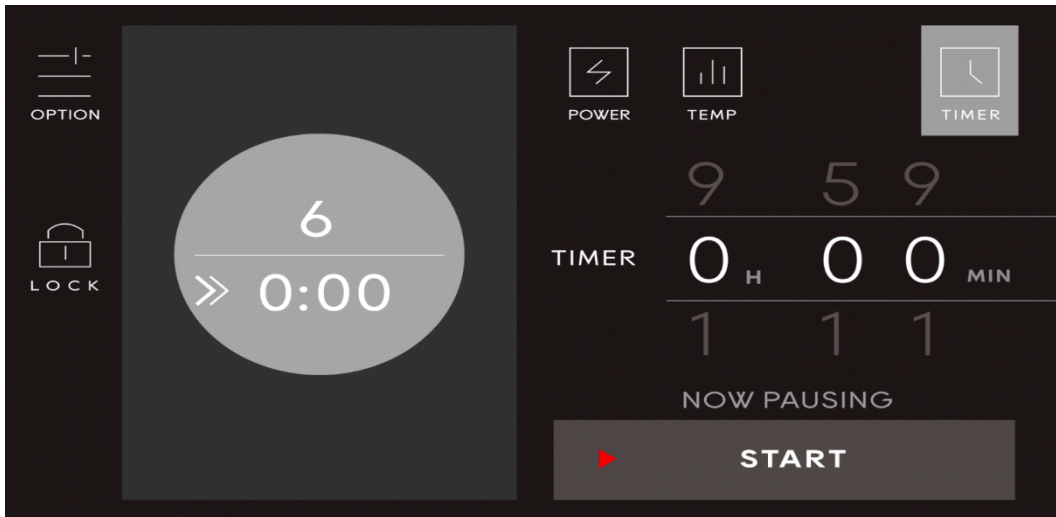 OPTION
LOCK
6
0:00
POWER TEMP TIMER
9 5 9
TIMER 0 H 0 0 MIN
1 1 1
NOW PAUSING
START